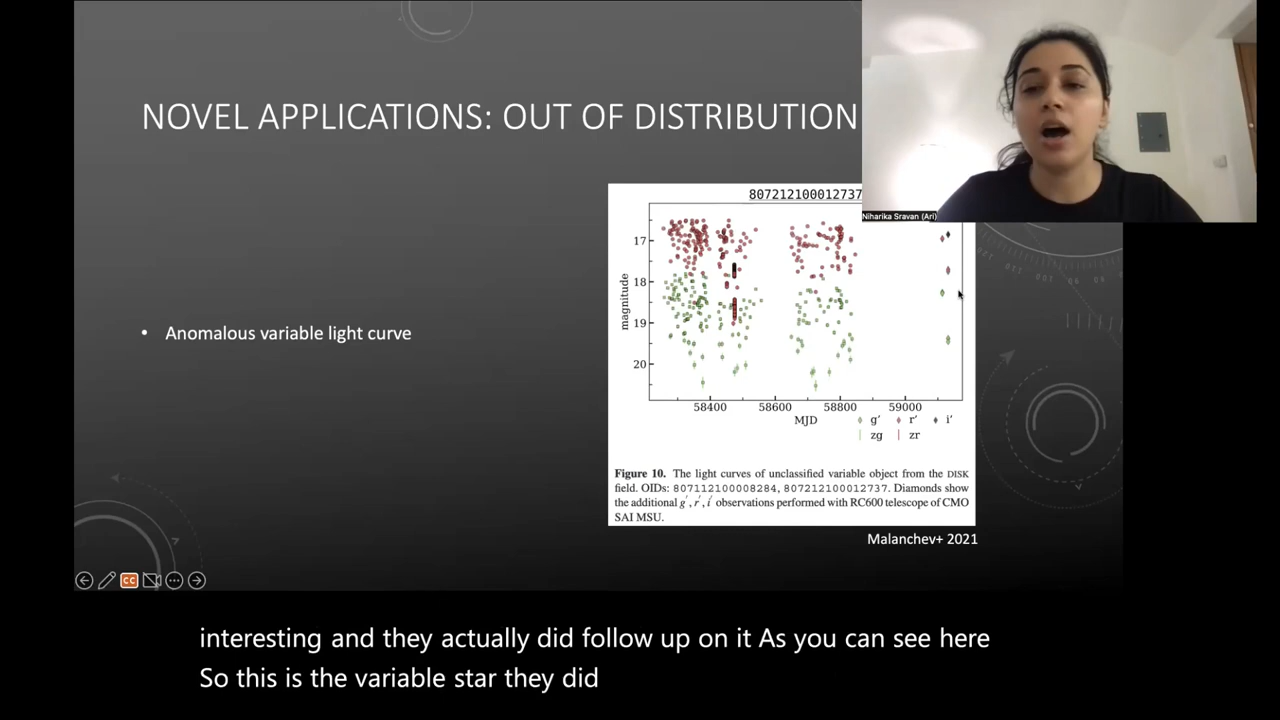 NOVEL APPLICATIONS: OUT OF DISTRIBUTION
Niharika Sravan (Ari)
• Anomalous variable light curve
807212100012737
17
18
19
20
magnitude
58400 58600 58800 59000
MJD
g′ r′ i′
zg zr
Figure 10. The light curves of unclassified variable object from the DISK
field. OIDs: 807112100008284, 807212100012737. Diamonds show
the additional g′, r′, i′ observations performed with RC600 telescope of CMO
SAI MSU.
Malanchev+ 2021
CC
interesting and they actually did follow up on it As you can see here
So this is the variable star they did